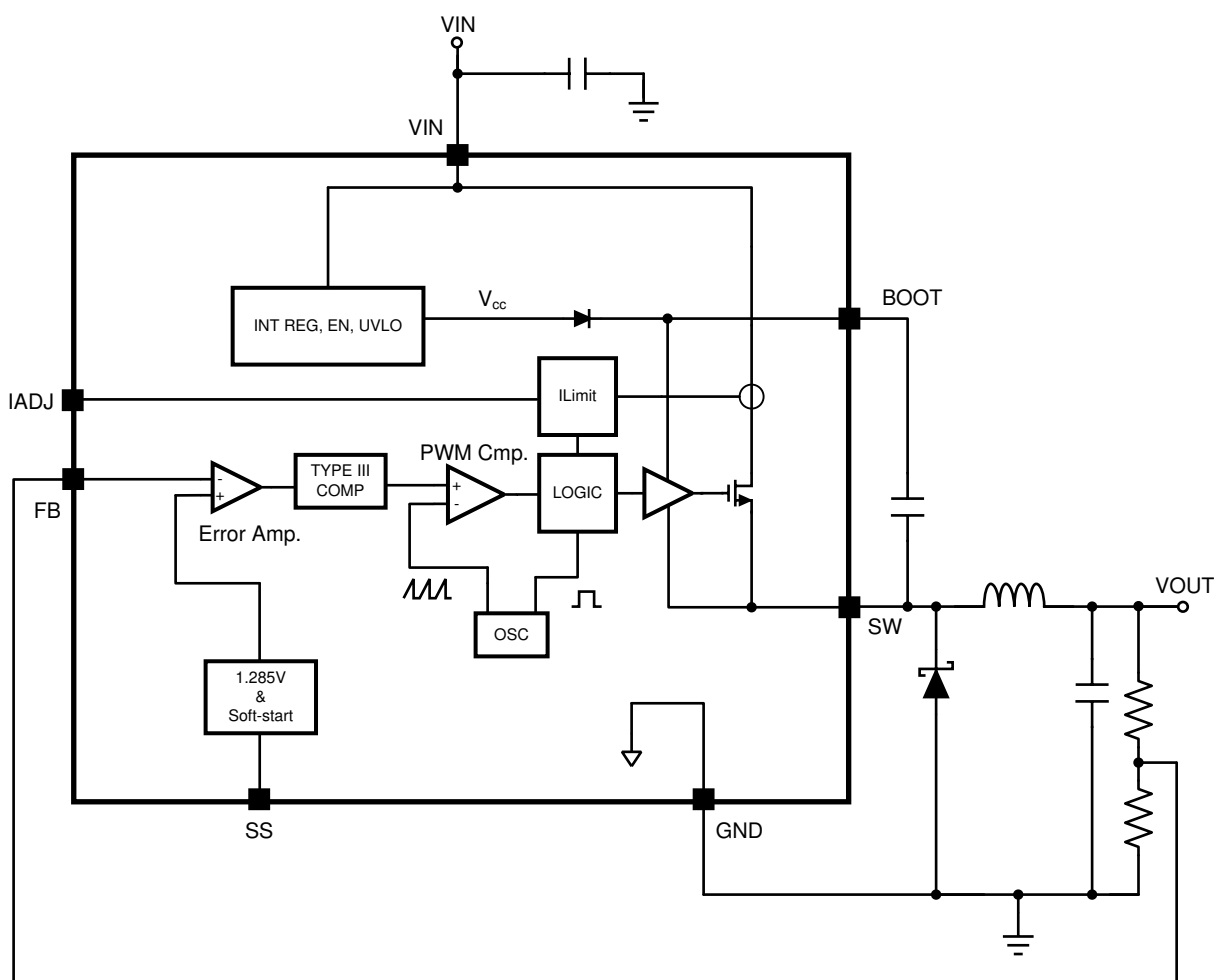 VIN
VIN
BOOT
V_cc
INT REG, EN, UVLO
ILimit
IADJ
PWM Cmp.
TYPE III
COMP
-
+
+
-
LOGIC
FB
Error Amp.
OSC
VOUT
SW
1.285V
&
Soft-start
SS
GND